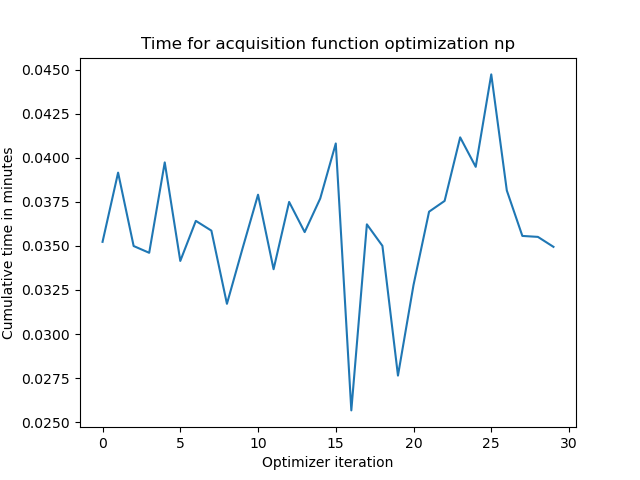 Time for acquisition function optimization np
Cumulative time in minutes
0.0450
0.0425
0.0400
0.0375
0.0350
0.0325
0.0300
0.0275
0.0250
0 5 10 15 20 25 30
Optimizer iteration